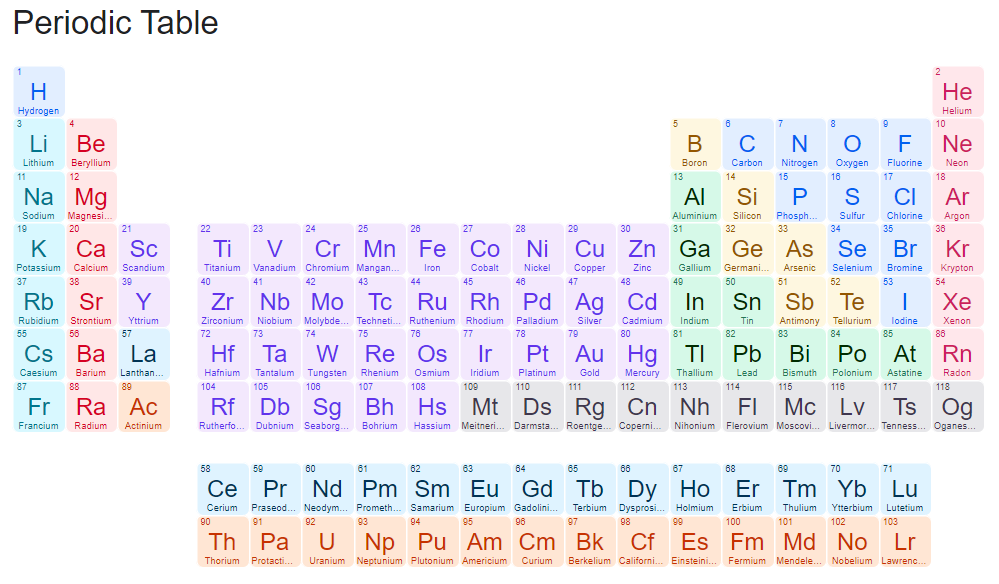 Periodic Table
1 2
H He
Hydrogen Helium
3 4 5 6 7 8 9 10
Li Be B C N O F Ne
Lithium Beryllium Boron Carbon Nitrogen Oxygen Fluorine Neon
11 12 13 14 15 16 17 18
Na Mg Al Si P S Cl Ar
Sodium Magnesi... Aluminium Silicon Phosph... Sulfur Chlorine Argon
19 20 21 22 23 24 25 26 27 28 29 30 31 32 33 34 35 36
K Ca Sc Ti V Cr Mn Fe Co Ni Cu Zn Ga Ge As Se Br Kr
Potassium Calcium Scandium Titanium Vanadium Chromium Mangan... Iron Cobalt Nickel Copper Zinc Gallium Germani... Arsenic Selenium Bromine Krypton
37 38 39 40 41 42 43 44 45 46 47 48 49 50 51 52 53 54
Rb Sr Y Zr Nb Mo Tc Ru Rh Pd Ag Cd In Sn Sb Te I Xe
Rubidium Strontium Yttrium Zirconium Niobium Molybde... Techneti... Ruthenium Rhodium Palladium Silver Cadmium Indium Tin Antimony Tellurium Iodine Xenon
55 56 57 72 73 74 75 76 77 78 79 80 81 82 83 84 85 86
Cs Ba La Hf Ta W Re Os Ir Pt Au Hg Tl Pb Bi Po At Rn
Caesium Barium Lanthan... Hafnium Tantalum Tungsten Rhenium Osmium Iridium Platinum Gold Mercury Thallium Lead Bismuth Polonium Astatine Radon
87 88 89 104 105 106 107 108 109 110 111 112 113 114 115 116 117 118
Fr Ra Ac Rf Db Sg Bh Hs Mt Ds Rg Cn Nh Fl Mc Lv Ts Og
Francium Radium Actinium Rutherfo... Dubnium Seaborg... Bohrium Hassium Meitneri... Darmsta... Roentge... Coperni... Nihonium Flerovium Moscovi... Livermor... Tenness... Oganes...
58 59 60 61 62 63 64 65 66 67 68 69 70 71
Ce Pr Nd Pm Sm Eu Gd Tb Dy Ho Er Tm Yb Lu
Cerium Praseod... Neodym... Prometh... Samarium Europium Gadolini... Terbium Dysprosi... Holmium Erbium Thulium Ytterbium Lutetium
90 91 92 93 94 95 96 97 98 99 100 101 102 103
Th Pa U Np Pu Am Cm Bk Cf Es Fm Md No Lr
Thorium Protacti... Uranium Neptunium Plutonium Americium Curium Berkelium Californi... Einsteini... Fermium Mendele... Nobelium Lawrenc...